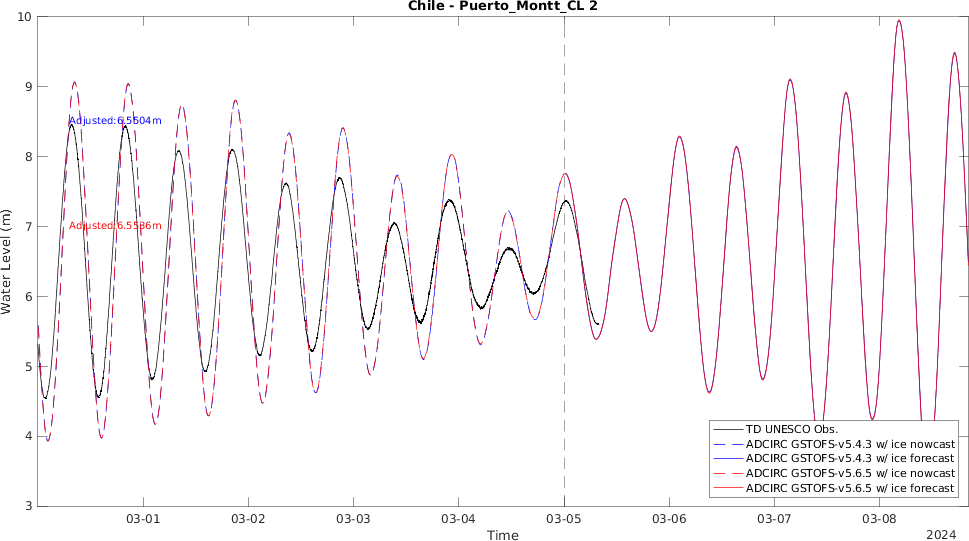 Chile - Puerto_Montt_CL 2
10
9
8
7
6
5
4
3
Water Level (m)
Adjusted:6.5604m
Adjusted:6.5536m
TD UNESCO Obs.
ADCIRC GSTOFS-v5.4.3 w/ ice nowcast
ADCIRC GSTOFS-v5.4.3 w/ ice forecast
ADCIRC GSTOFS-v5.6.5 w/ ice nowcast
ADCIRC GSTOFS-v5.6.5 w/ ice forecast
03-01 03-02 03-03 03-04 03-05 03-06 03-07 03-08
Time
2024